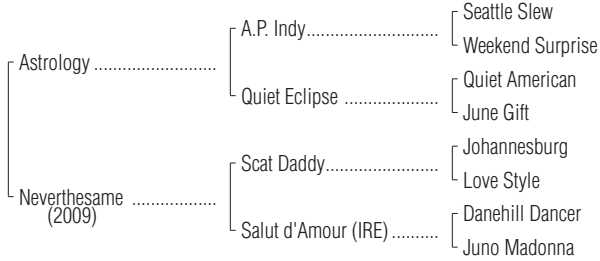 Seattle Slew
A.P. Indy
Weekend Surprise
Astrology
Quiet American
Quiet Eclipse
June Gift
Johannesburg
Scat Daddy
Love Style
Neverthesame
(2009)
Danehill Dancer
Salut d'Amour (IRE)
Juno Madonna